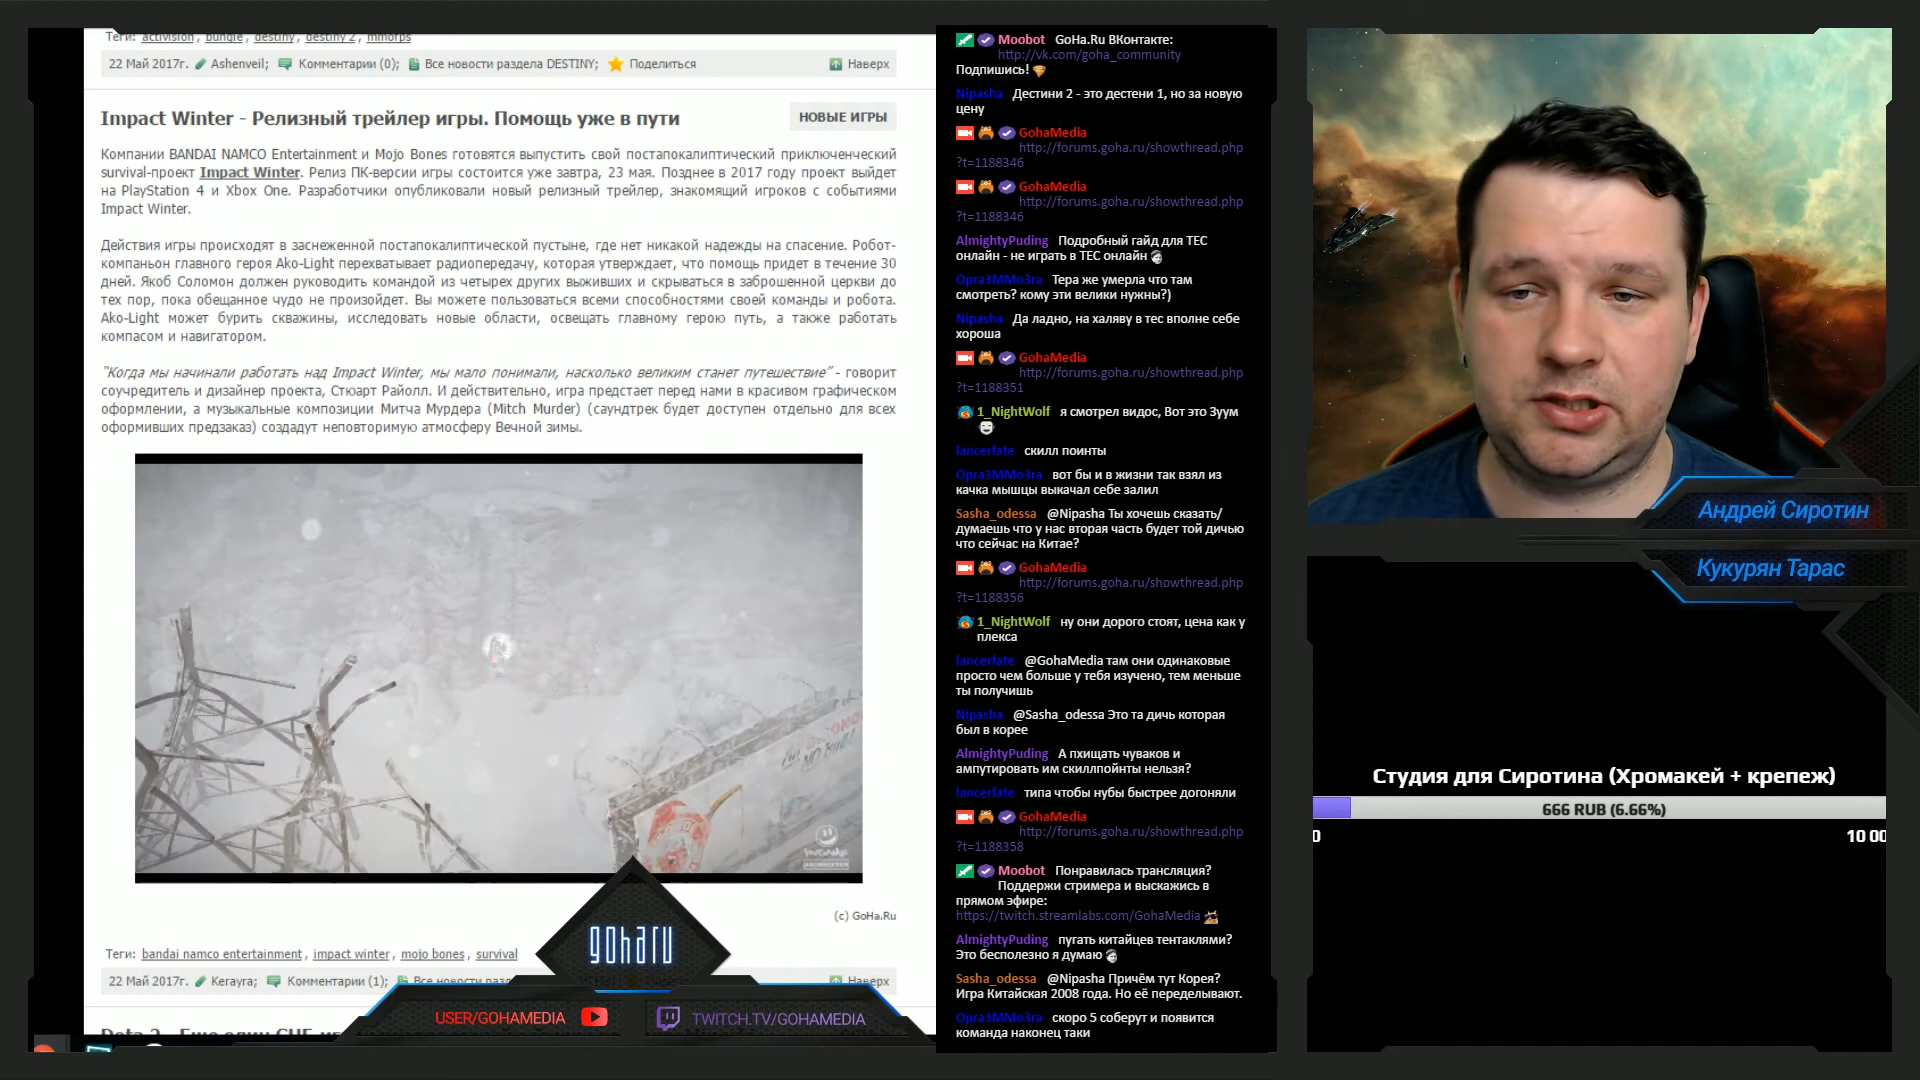 Теги: activision, bungie, destiny, destiny 2, mmorps
22 Май 2017г. Ashenveil; Комментарии (0); Все новости раздела DESTINY; Поделиться Наверх
Impact Winter - Релизный трейлер игры. Помощь уже в пути
НОВЫЕ ИГРЫ
Компании BANDAI NAMCO Entertainment и Mojo Bones готовятся выпустить свой постапокалиптический приключенческий
survival-проект Impact Winter. Релиз ПК-версии игры состоится уже завтра, 23 мая. Позднее в 2017 году проект выйдет
на PlayStation 4 и Xbox One. Разработчики опубликовали новый релизный трейлер, знакомящий игроков с событиями
Impact Winter.
Действия игры происходят в заснеженной постапокалиптической пустыне, где нет никакой надежды на спасение. Робот-
компаньон главного героя Ako-Light перехватывает радиопередачу, которая утверждает, что помощь придет в течение 30
дней. Якоб Соломон должен руководить командой из четырех других выживших и скрываться в заброшенной церкви до
тех пор, пока обещанное чудо не произойдет. Вы можете пользоваться всеми способностями своей команды и робота.
Ako-Light может бурить скважины, исследовать новые области, освещать главному герою путь, а также работать
компасом и навигатором.
"Когда мы начинали работать над Impact Winter, мы мало понимали, насколько великим станет путешествие" - говорит
соучредитель и дизайнер проекта, Стюарт Райолл. И действительно, игра предстает перед нами в красивом графическом
оформлении, а музыкальные композиции Митча Мурдера (Mitch Murder) (саундтрек будет доступен отдельно для всех
оформивших предзаказ) создадут неповторимую атмосферу Вечной зимы.
(c) GoHa.Ru
Теги: bandai namco entertainment, impact winter, mojo bones, survival
22 Май 2017г. Kerayra; Комментарии (1); Все новости разд Наверх
Dota 2 - Еще один СНГ-иг
goharu
USER/GOHAMEDIA
TWITCH.TV/GOHAMEDIA
Moobot GoHa.Ru ВКонтакте:
http://vk.com/goha_community
Подпишись!
Nipasha Дестини 2 - это дестени 1, но за новую
цену
GohaMedia
http://forums.goha.ru/showthread.php
?t=1188346
GohaMedia
http://forums.goha.ru/showthread.php
?t=1188346
AlmightyPuding Подробный гайд для ТЕС
онлайн - не играть в ТЕС онлайн
Opra3MMo3ra Тера же умерла что там
смотреть? кому эти велики нужны?)
Nipasha Да ладно, на халяву в тес вполне себе
хороша
GohaMedia
http://forums.goha.ru/showthread.php
?t=1188351
1_NightWolf я смотрел видос, Вот это Зуум
lancerfate скилл поинты
Opra3MMo3ra вот бы и в жизни так взял из
качка мышцы выкачал себе залил
Sasha_odessa @Nipasha Ты хочешь сказать/
думаешь что у нас вторая часть будет той дичью
что сейчас на Китае?
GohaMedia
http://forums.goha.ru/showthread.php
?t=1188356
1_NightWolf ну они дорого стоят, цена как у
плекса
lancerfate @GohaMedia там они одинаковые
просто чем больше у тебя изучено, тем меньше
ты получишь
Nipasha @Sasha_odessa Это та дичь которая
был в корее
AlmightyPuding А пхищать чуваков и
ампутировать им скиллпойнты нельзя?
lancerfate типа чтобы нубы быстрее догоняли
GohaMedia
http://forums.goha.ru/showthread.php
?t=1188358
Moobot Понравилась трансляция?
Поддержи стримера и выскажись в
прямом эфире:
https://twitch.streamlabs.com/GohaMedia
AlmightyPuding пугать китайцев тентаклями?
Это бесполезно я думаю
Sasha_odessa @Nipasha Причём тут Корея?
Игра Китайская 2008 года. Но её переделывают.
Opra3MMo3ra скоро 5 соберут и появится
команда наконец таки
Андрей Сиротин
Кукурян Тарас
Студия для Сиротина (Хромакей + крепеж)
666 RUB (6.66%)
0 10 00